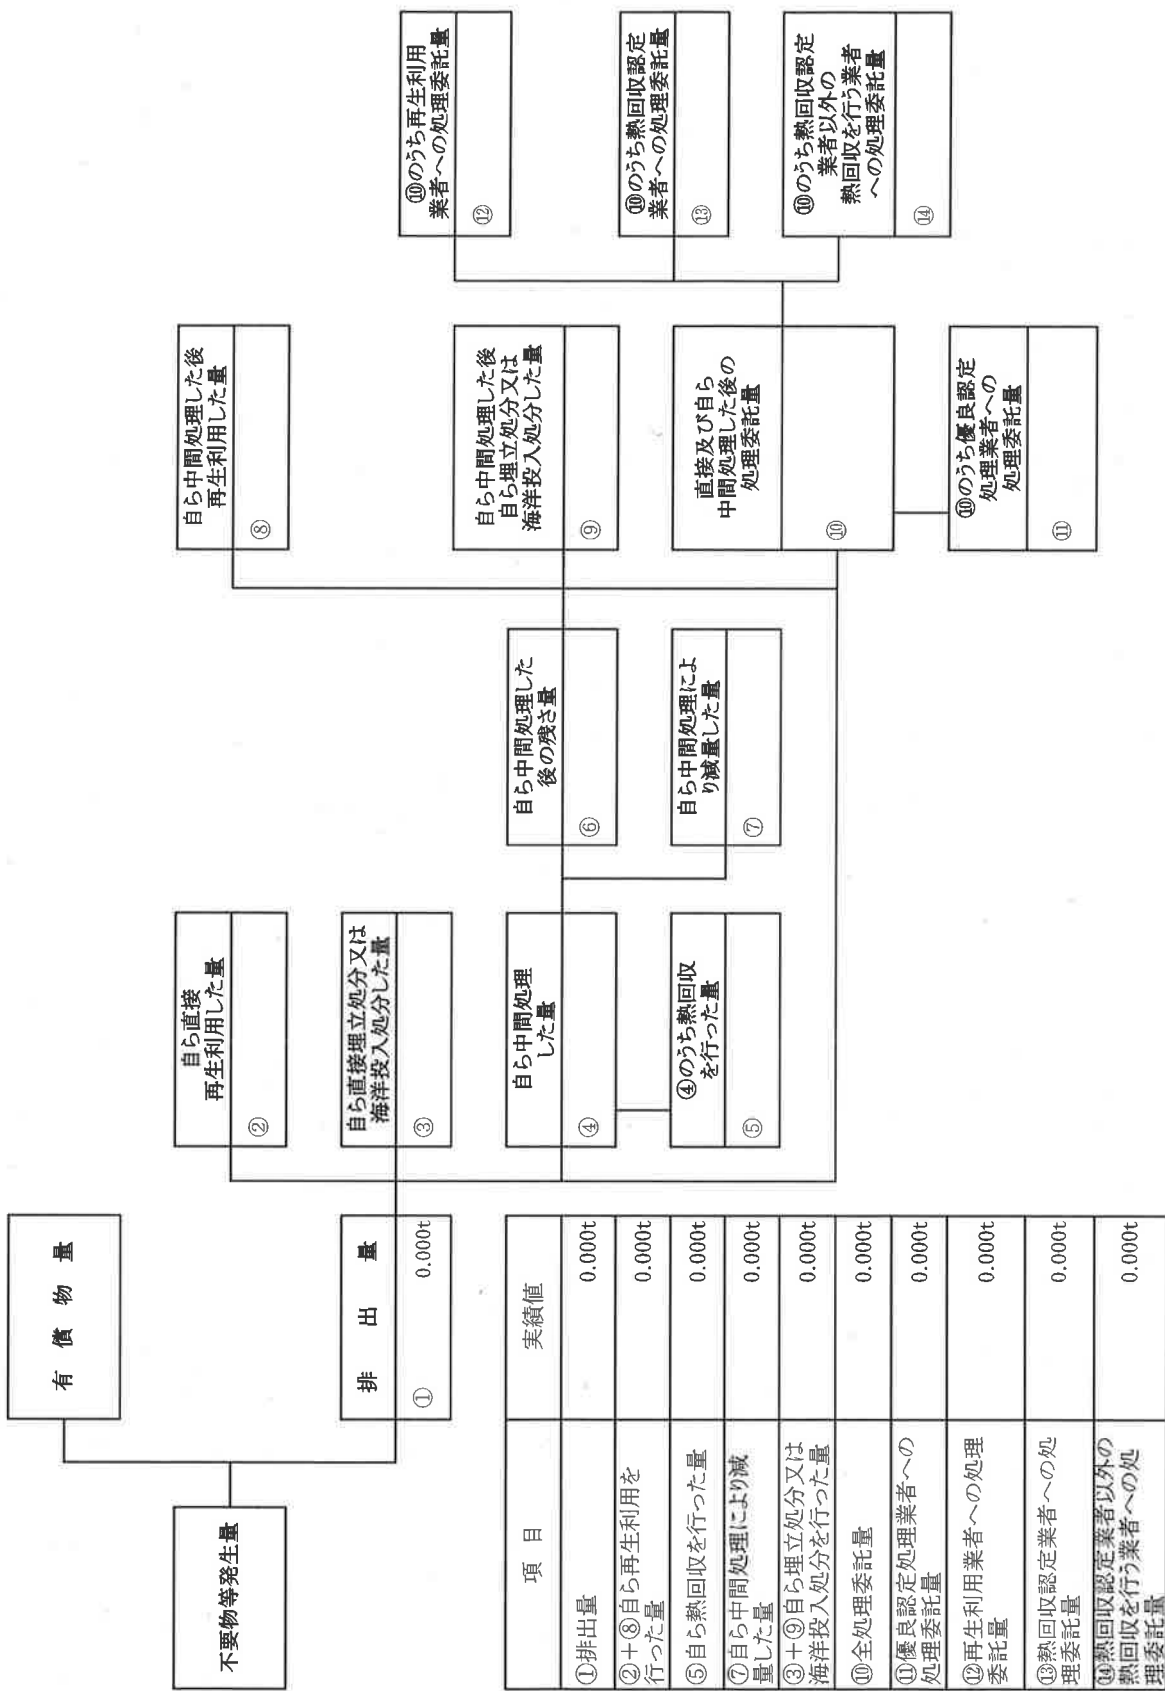 不要物等発生量
有　償　物　量
排　出　量
①
0.000t
自ら直接
再生利用した量
②
自ら直接埋立処分又は
海洋投入処分した量
③
自ら中間処理
した量
④
④のうち熱回収
を行った量
⑤
自ら中間処理した
後の残さ量
⑥
自ら中間処理によ
り減量した量
⑦
自ら中間処理した後
再生利用した量
⑧
自ら中間処理した後
自ら埋立処分又は
海洋投入処分した量
⑨
直接及び自ら
中間処理した後の
処理委託量
⑩
⑩のうち優良認定
処理業者への
処理委託量
⑪
⑩のうち再生利用
業者への処理委託量
⑫
⑩のうち熱回収認定
業者への処理委託量
⑬
⑩のうち熱回収認定
業者以外の
熱回収を行う業者
への処理委託量
⑭
項　目
実績値
①排出量
0.000t
②＋⑧自ら再生利用を
行った量
0.000t
⑤自ら熱回収を行った量
0.000t
⑦自ら中間処理により減
量した量
0.000t
③＋⑨自ら埋立処分又は
海洋投入処分を行った量
0.000t
⑩全処理委託量
0.000t
⑪優良認定処理業者への
処理委託量
0.000t
⑫再生利用業者への処理
委託量
0.000t
⑬熱回収認定業者への処
理委託量
0.000t
⑭熱回収認定業者以外の
熱回収を行う業者への処
理委託量
0.000t